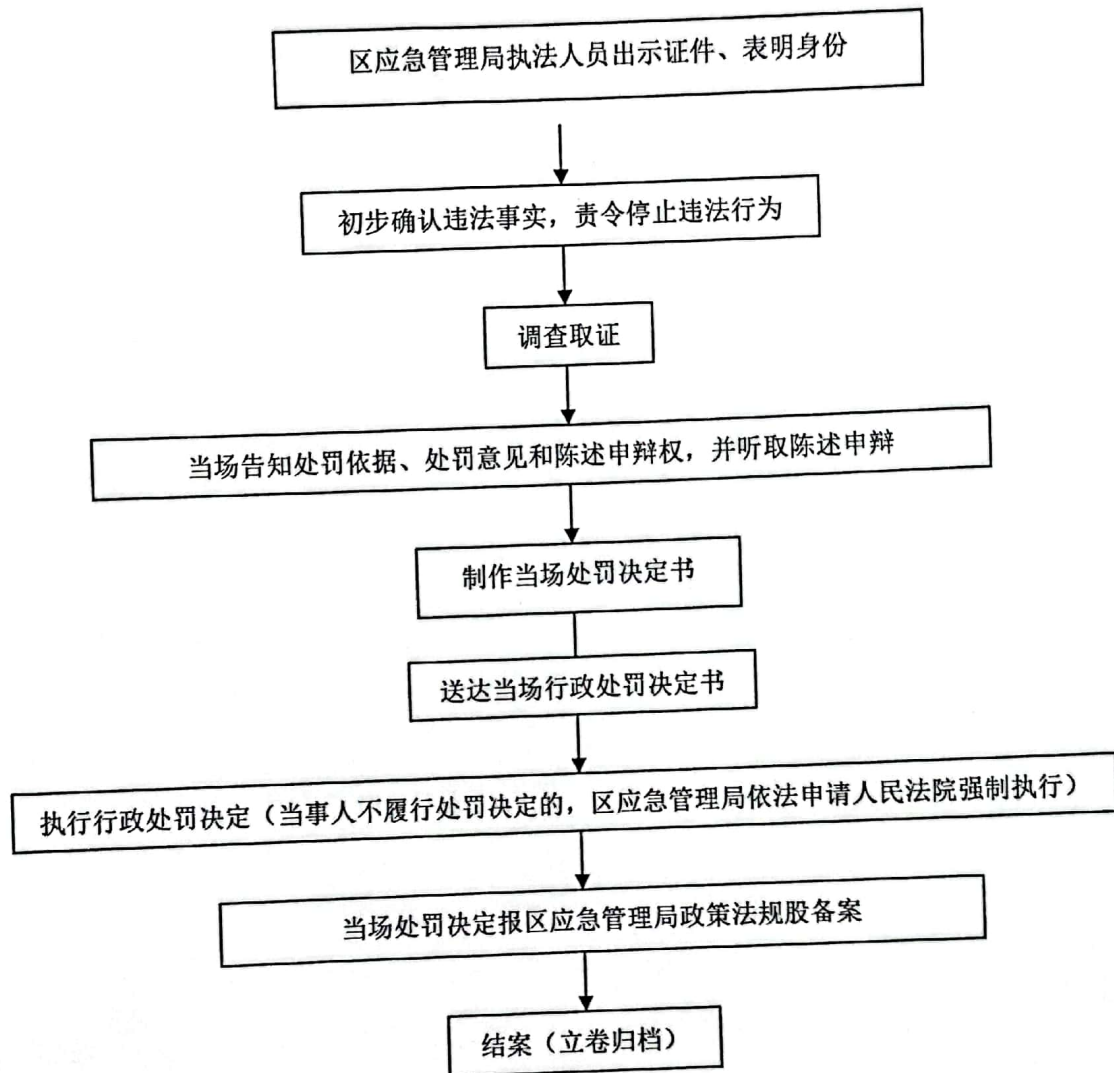 区应急管理局执法人员出示证件、表明身份
初步确认违法事实，责令停止违法行为
调查取证
当场告知处罚依据、处罚意见和陈述申辩权，并听取陈述申辩
制作当场处罚决定书
送达当场行政处罚决定书
执行行政处罚决定（当事人不履行处罚决定的，区应急管理局依法申请人民法院强制执行）
当场处罚决定报区应急管理局政策法规股备案
结案（立卷归档）